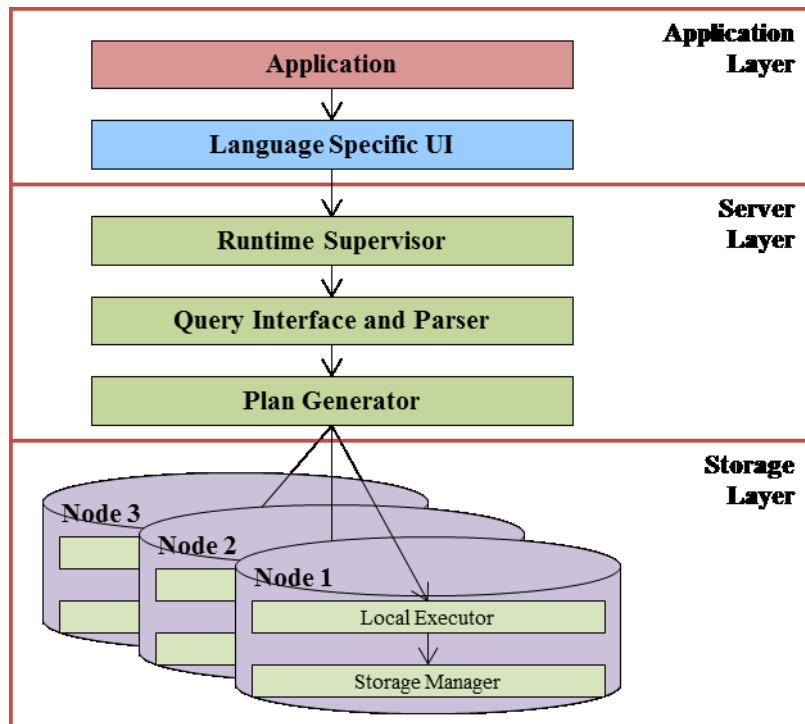 Application
Layer
Application
Language Specific UI
Server
Layer
Runtime Supervisor
Query Interface and Parser
Plan Generator
Storage
Layer
Node 3
Node 2
Node 1
Local Executor
Storage Manager